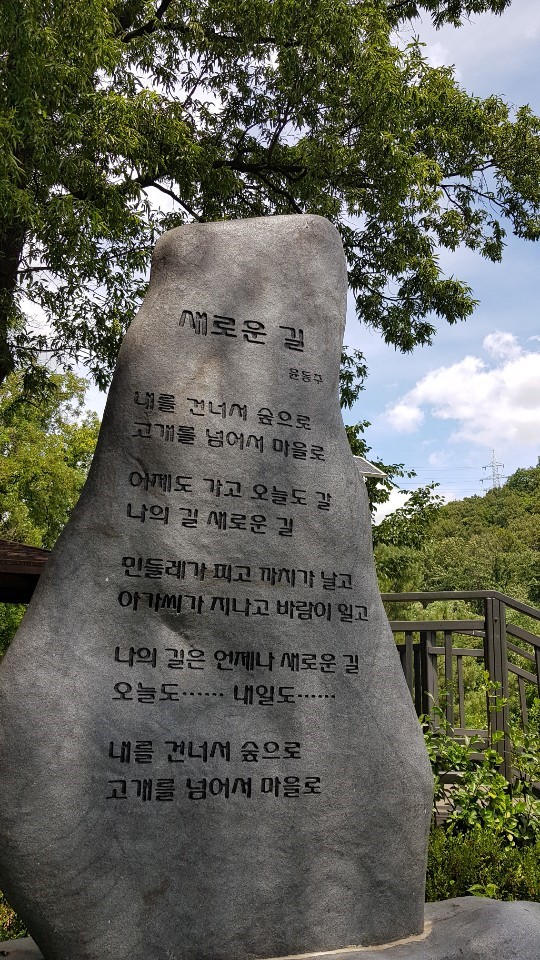 새로운 길
윤동주
내를 건너서 숲으로
고개를 넘어서 마을로
어제도 가고 오늘도 갈
나의 길 새로운 길
민들레가 피고 까치가 날고
아가씨가 지나고 바람이 일고
나의 길은 언제나 새로운 길
오늘도…… 내일도……
내를 건너서 숲으로
고개를 넘어서 마을로